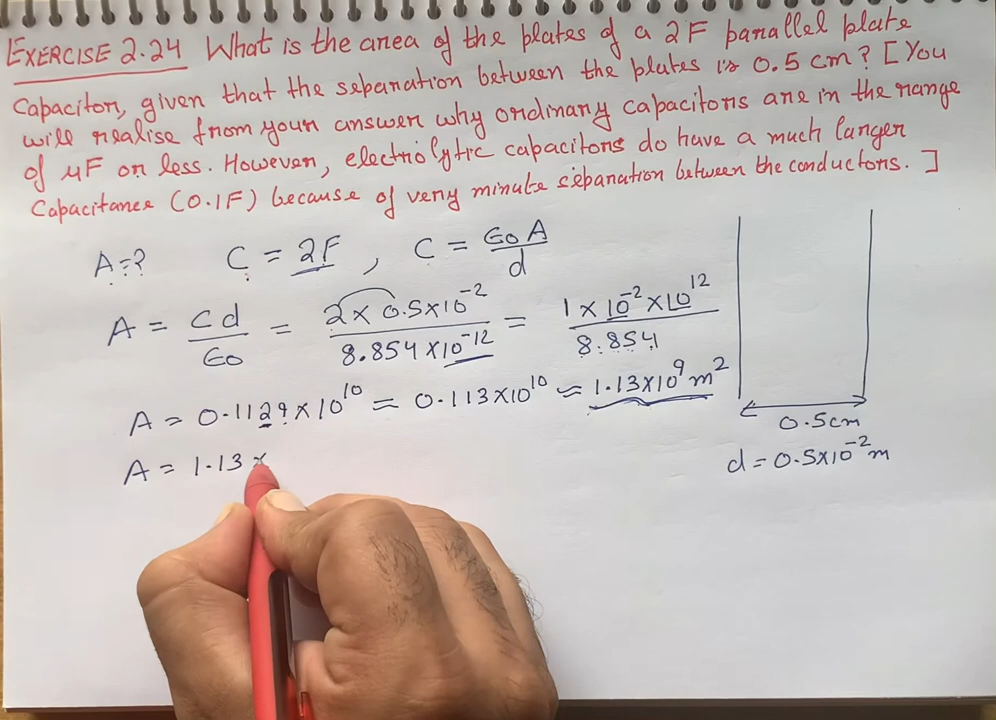 EXERCISE 2.24 What is the area of the plates of a 2F parallel plate
capacitor, given that the separation between the plates is 0.5 cm? [You
will realise from your answer why ordinary capacitors are in the range
of μF or less. However, electrolytic capacitors do have a much larger
Capacitance (0.1F) because of very minute separation between the conductors. ]
A=? C = 2F , C = ε0 A / d
A = Cd / ε0 = 2 × 0.5×10⁻² / 8.854 ×10⁻¹² = 1 × 10⁻² × 10¹² / 8.854
A = 0.1129 × 10¹⁰ ≈ 0.113×10¹⁰ ≈ 1.13×10⁹ m²
0.5cm
A = 1.13 ×
d = 0.5×10⁻² m